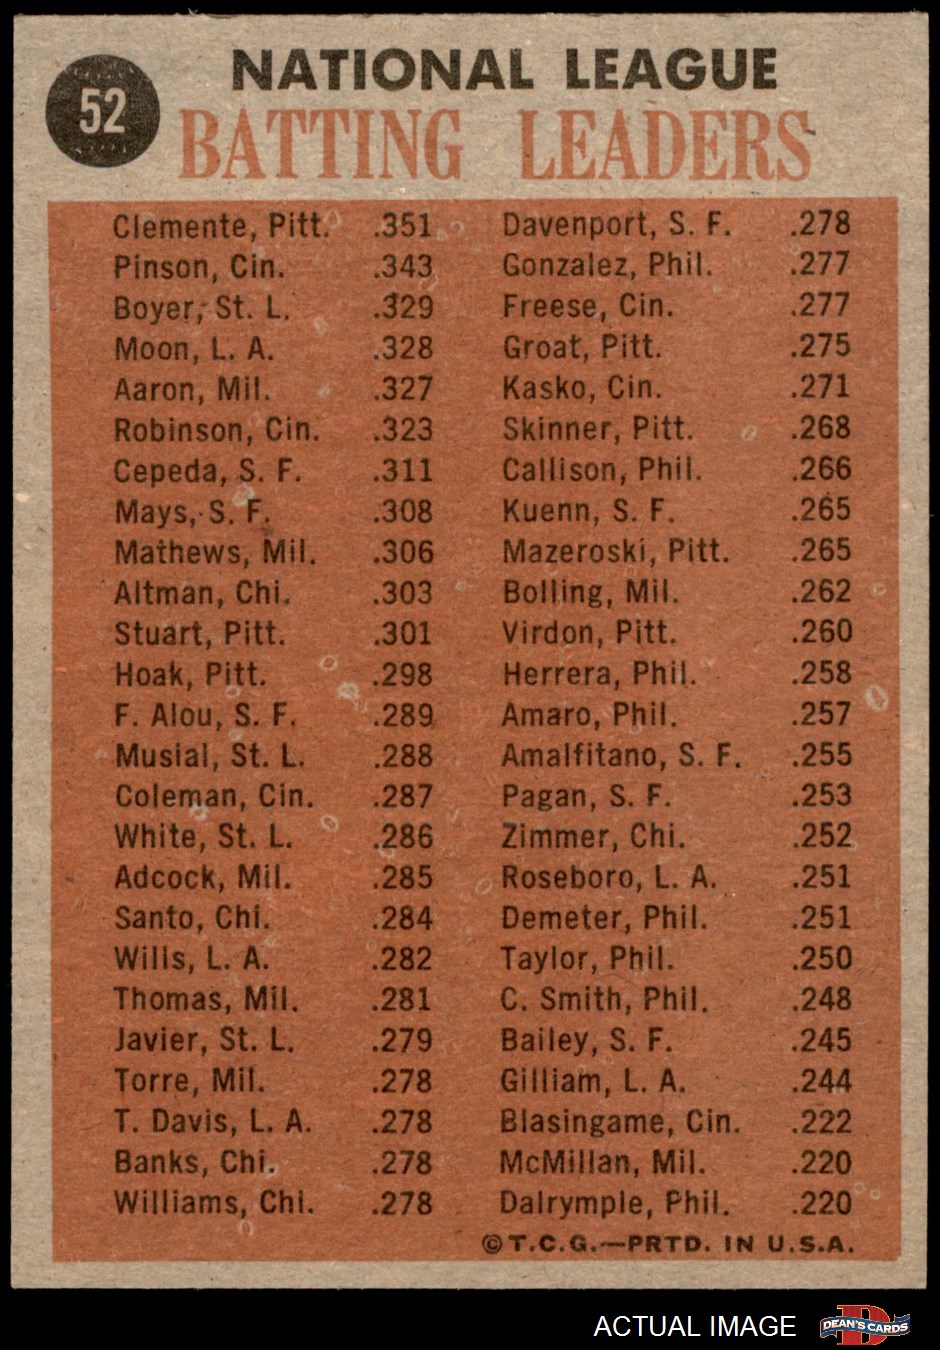 52
NATIONAL LEAGUE
BATTING LEADERS
Clemente, Pitt. .351
Pinson, Cin. .343
Boyer, St. L. .329
Moon, L. A. .328
Aaron, Mil. .327
Robinson, Cin. .323
Cepeda, S. F. .311
Mays, S. F. .308
Mathews, Mil. .306
Altman, Chi. .303
Stuart, Pitt. .301
Hoak, Pitt. .298
F. Alou, S. F. .289
Musial, St. L. .288
Coleman, Cin. .287
White, St. L. .286
Adcock, Mil. .285
Santo, Chi. .284
Wills, L. A. .282
Thomas, Mil. .281
Javier, St. L. .279
Torre, Mil. .278
T. Davis, L. A. .278
Banks, Chi. .278
Williams, Chi. .278
Davenport, S. F. .278
Gonzalez, Phil. .277
Freese, Cin. .277
Groat, Pitt. .275
Kasko, Cin. .271
Skinner, Pitt. .268
Callison, Phil. .266
Kuenn, S. F. .265
Mazeroski, Pitt. .265
Bolling, Mil. .262
Virdon, Pitt. .260
Herrera, Phil. .258
Amaro, Phil. .257
Amalfitano, S. F. .255
Pagan, S. F. .253
Zimmer, Chi. .252
Roseboro, L. A. .251
Demeter, Phil. .251
Taylor, Phil. .250
C. Smith, Phil. .248
Bailey, S. F. .245
Gilliam, L. A. .244
Blasingame, Cin. .222
McMillan, Mil. .220
Dalrymple, Phil. .220
©T.C.G.—PRTD. IN U.S.A.
ACTUAL IMAGE
D
DEAN'S CARDS